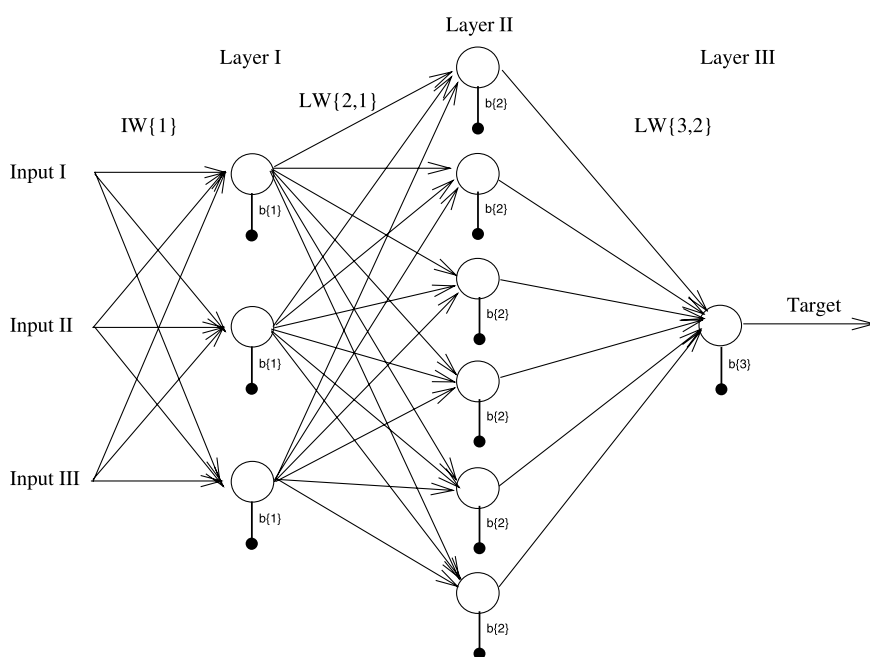 Layer II
Layer I
Layer III
LW{2,1}
b{2}
IW{1}
LW{3,2}
Input I
b{1}
b{2}
b{2}
Target
Input II
b{1}
b{3}
b{2}
Input III
b{1}
b{2}
b{2}